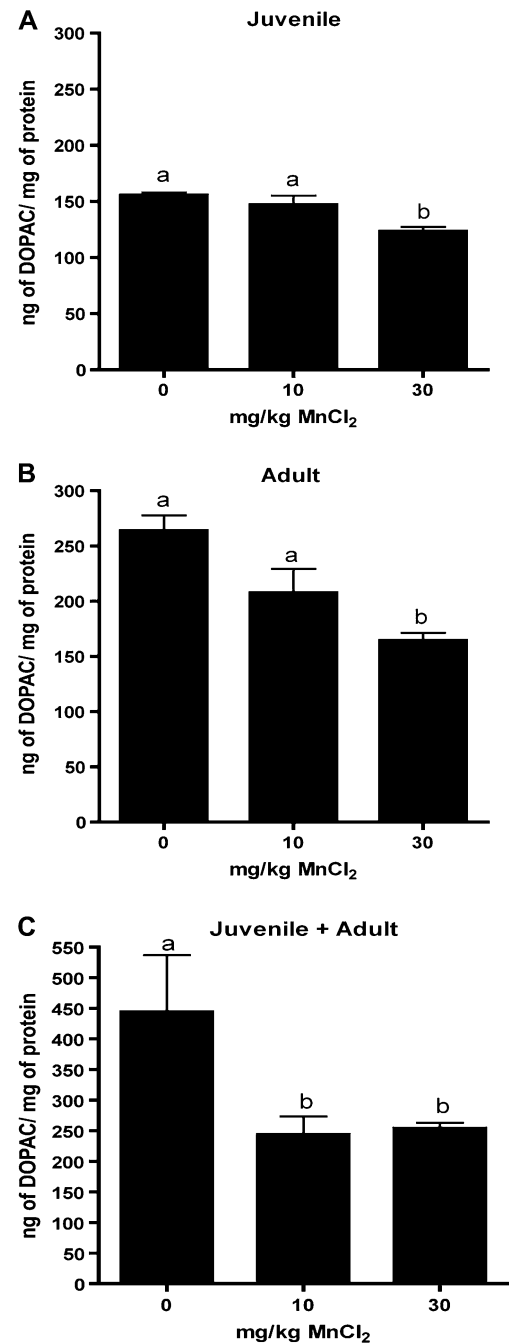 A
Juvenile
ng of DOPAC/ mg of protein
300
250
200
150
100
50
0
a
a
b
0 10 30
mg/kg MnCl₂
B
Adult
ng of DOPAC/ mg of protein
300
250
200
150
100
50
0
a
a
b
0 10 30
mg/kg MnCl₂
C
Juvenile + Adult
ng of DOPAC/ mg of protein
550
500
450
400
350
300
250
200
150
100
50
0
a
b
b
0 10 30
mg/kg MnCl₂